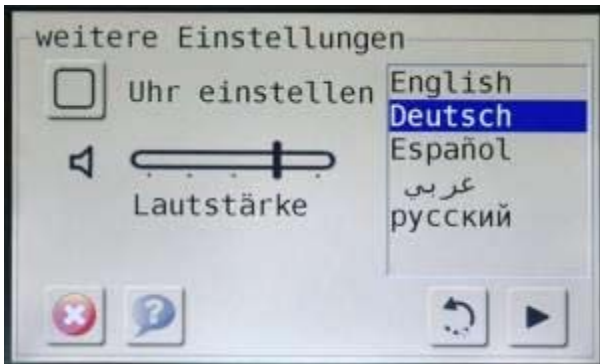 weitere Einstellungen
Uhr einstellen
Lautstärke
English
Deutsch
Español
عربي
русский